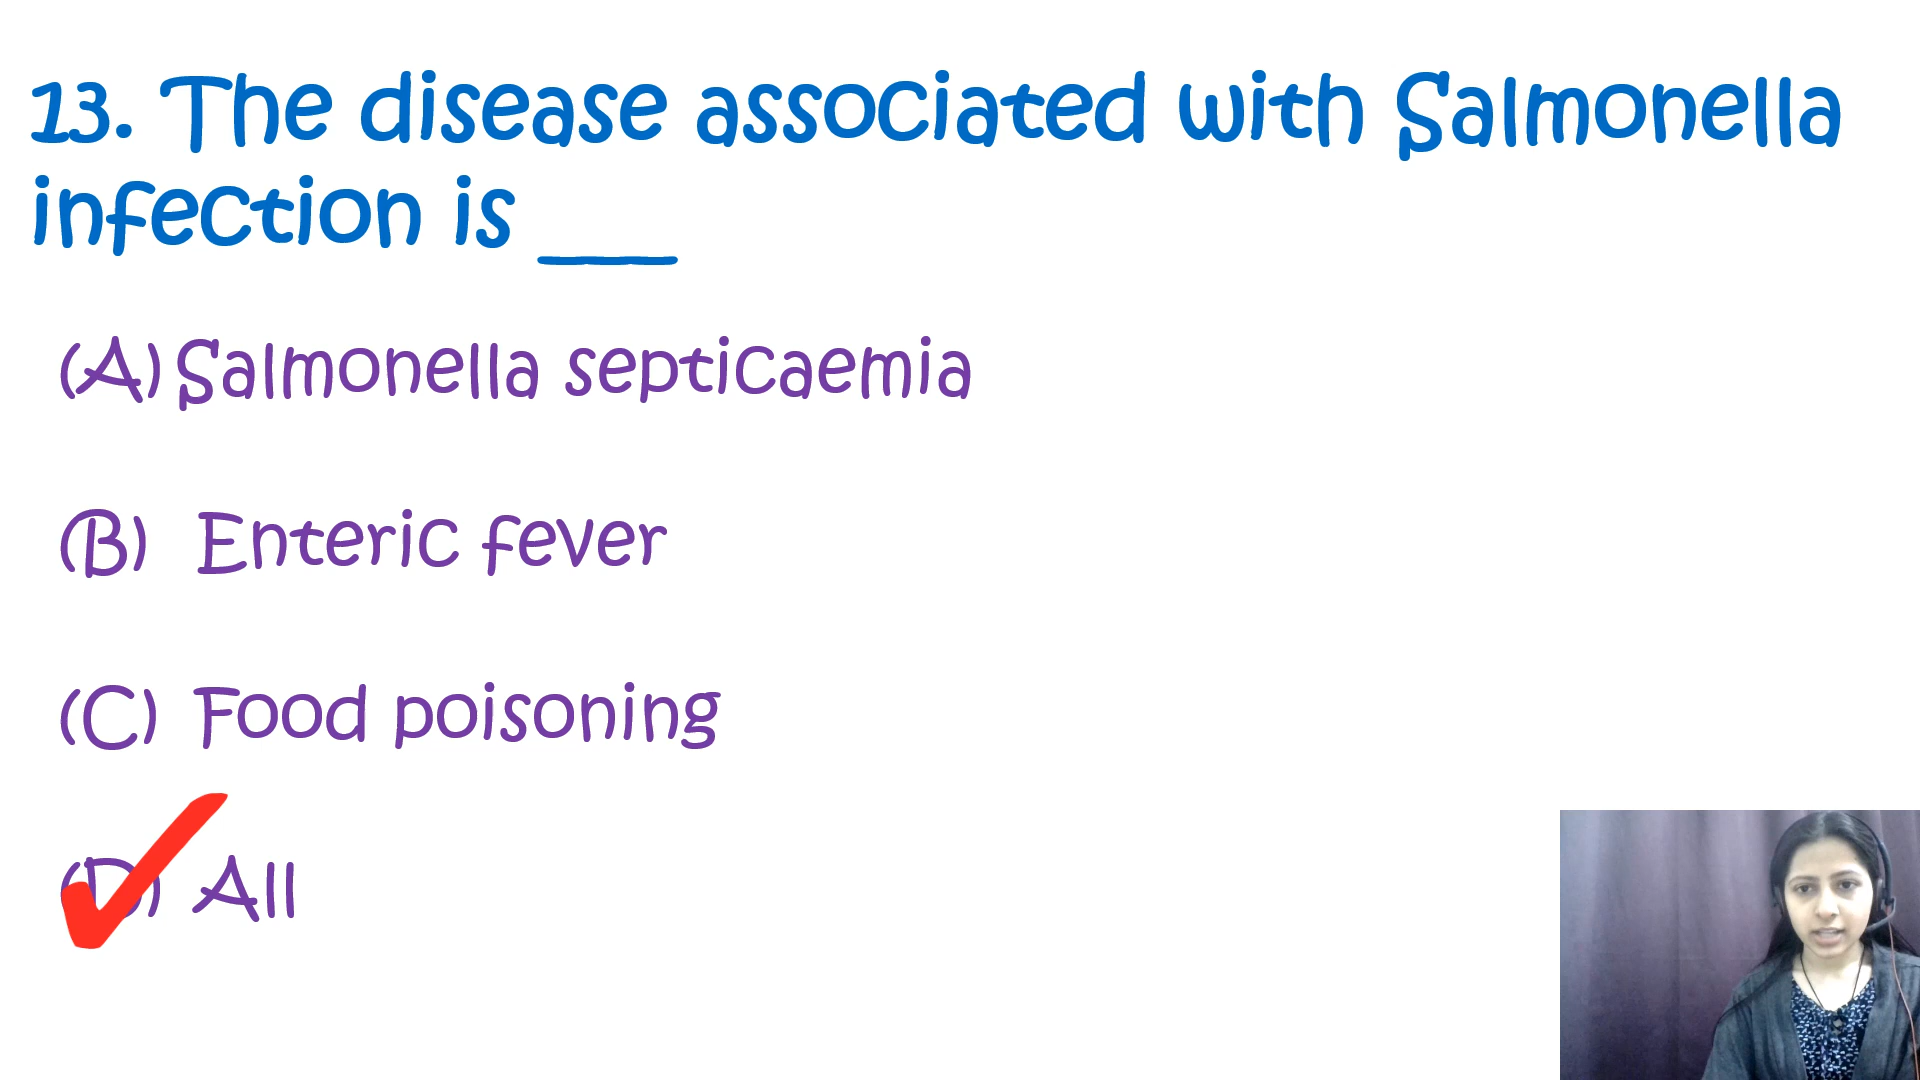 13. The disease associated with Salmonella
infection is ___
(A) Salmonella septicaemia
(B) Enteric fever
(C) Food poisoning
(D) All